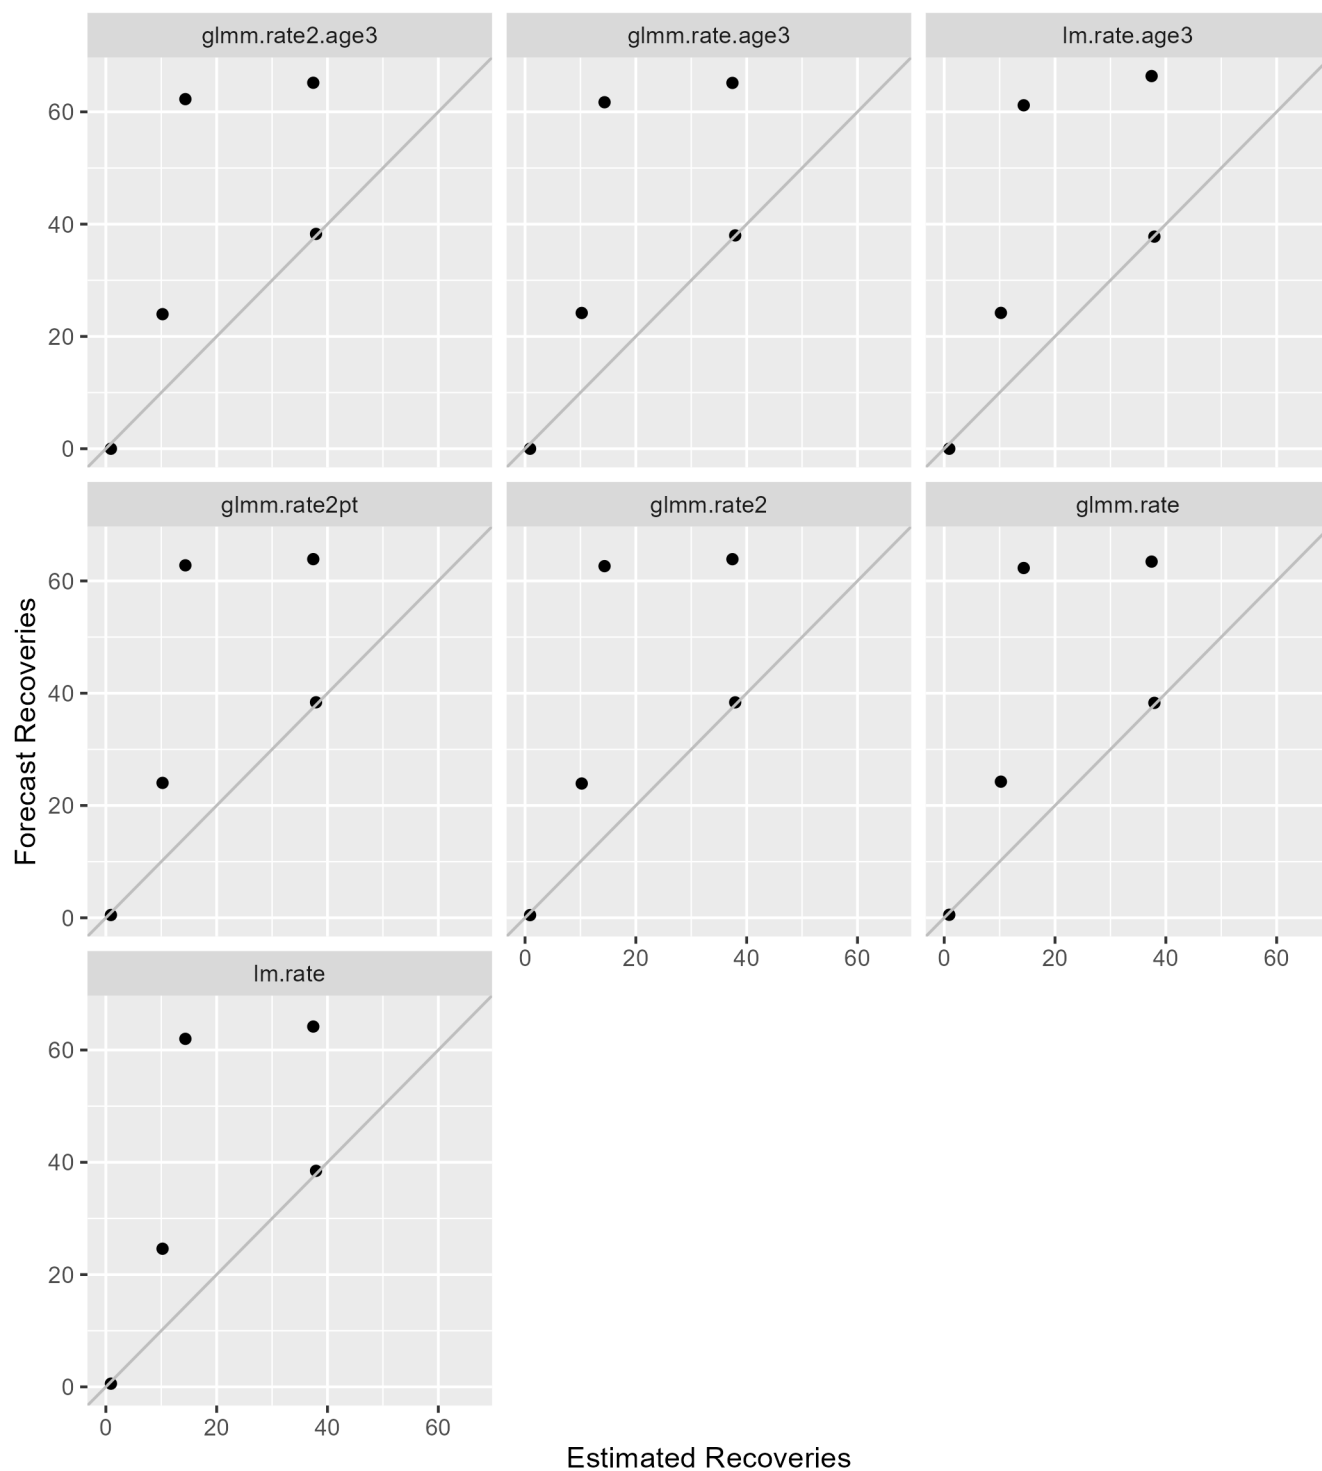 glmm.rate2.age3 glmm.rate.age3 lm.rate.age3
60
40
20
0
glmm.rate2pt glmm.rate2 glmm.rate
60
40
20
0
0 20 40 60 0 20 40 60
lm.rate
60
40
20
0
0 20 40 60
Forecast Recoveries
Estimated Recoveries